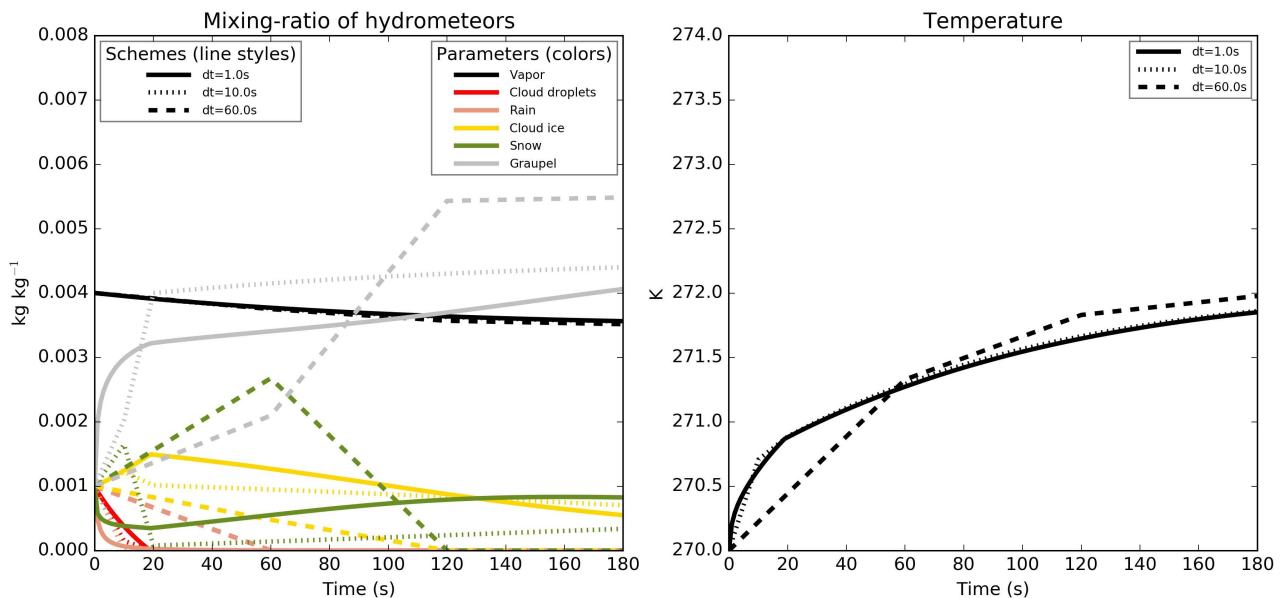 Mixing-ratio of hydrometeors
0.008
0.007
0.006
0.005
0.004
0.003
0.002
0.001
0.000
kg kg⁻¹
Schemes (line styles)
dt=1.0s
dt=10.0s
dt=60.0s
Parameters (colors)
Vapor
Cloud droplets
Rain
Cloud ice
Snow
Graupel
0 20 40 60 80 100 120 140 160 180
Time (s)
Temperature
274.0
273.5
273.0
272.5
272.0
271.5
271.0
270.5
270.0
K
dt=1.0s
dt=10.0s
dt=60.0s
0 20 40 60 80 100 120 140 160 180
Time (s)